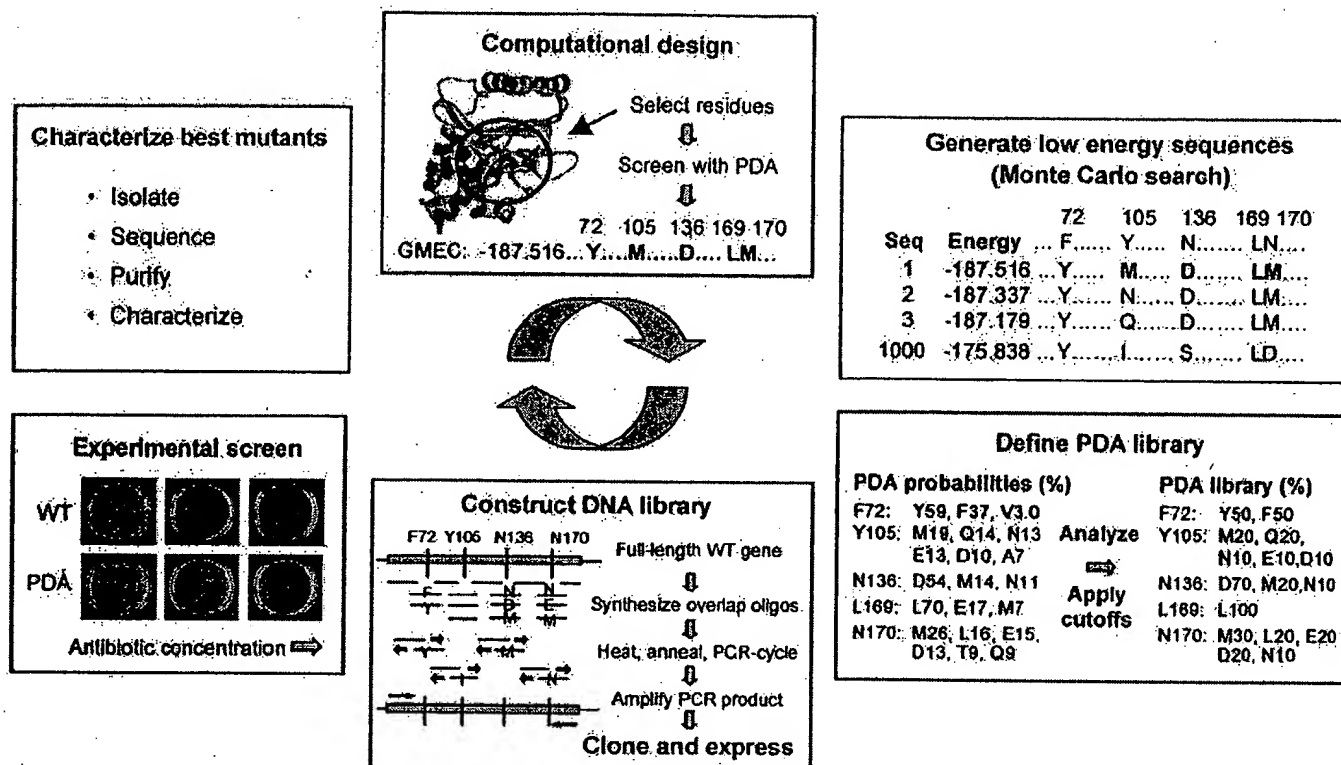 Computational design
Select residues
Screen with PDA
72 105 136 169 170
GMEC: -187.516...Y....M.....D.....LM...
Characterize best mutants
• Isolate
• Sequence
• Purify
• Characterize
Generate low energy sequences
(Monte Carlo search)
72 105 136 169 170
Seq Energy ... F...... Y..... N....... LN....
1 -187.516 ...Y....... M..... D....... LM....
2 -187.337 ...Y....... N..... D....... LM....
3 -187.179 ...Y....... Q..... D....... LM....
1000 -175.838 ...Y....... I...... S....... LD....
Experimental screen
WT
PDA
Antibiotic concentration
Construct DNA library
F72 Y105 N136 N170
Full-length WT gene
F N N
Y D E
M M
Synthesize overlap oligos
Y M
Heat, anneal, PCR-cycle
I N
Amplify PCR product
Clone and express
Define PDA library
PDA probabilities (%)
F72: Y59, F37, V3.0
Y105: M19, Q14, N13
E13, D10, A7
N136: D54, M14, N11
L169: L70, E17, M7
N170: M26, L16, E15,
D13, T9, Q9
Analyze
Apply
cutoffs
PDA library (%)
F72: Y50, F50
Y105: M20, Q20,
N10, E10, D10
N136: D70, M20, N10
L169: L100
N170: M30, L20, E20
D20, N10